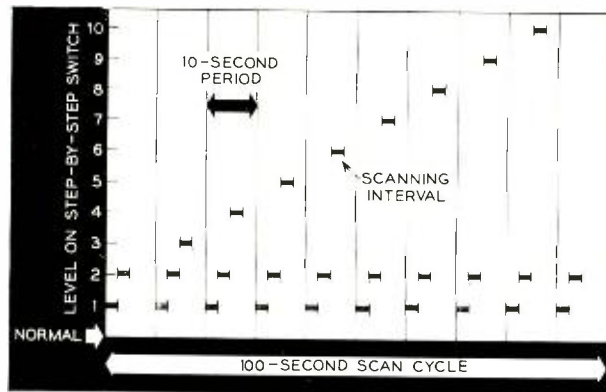 LEVEL ON STEP-BY-STEP SWITCH
10
9
8
7
6
5
4
3
2
1
NORMAL
10-SECOND
PERIOD
SCANNING
INTERVAL
100-SECOND SCAN CYCLE